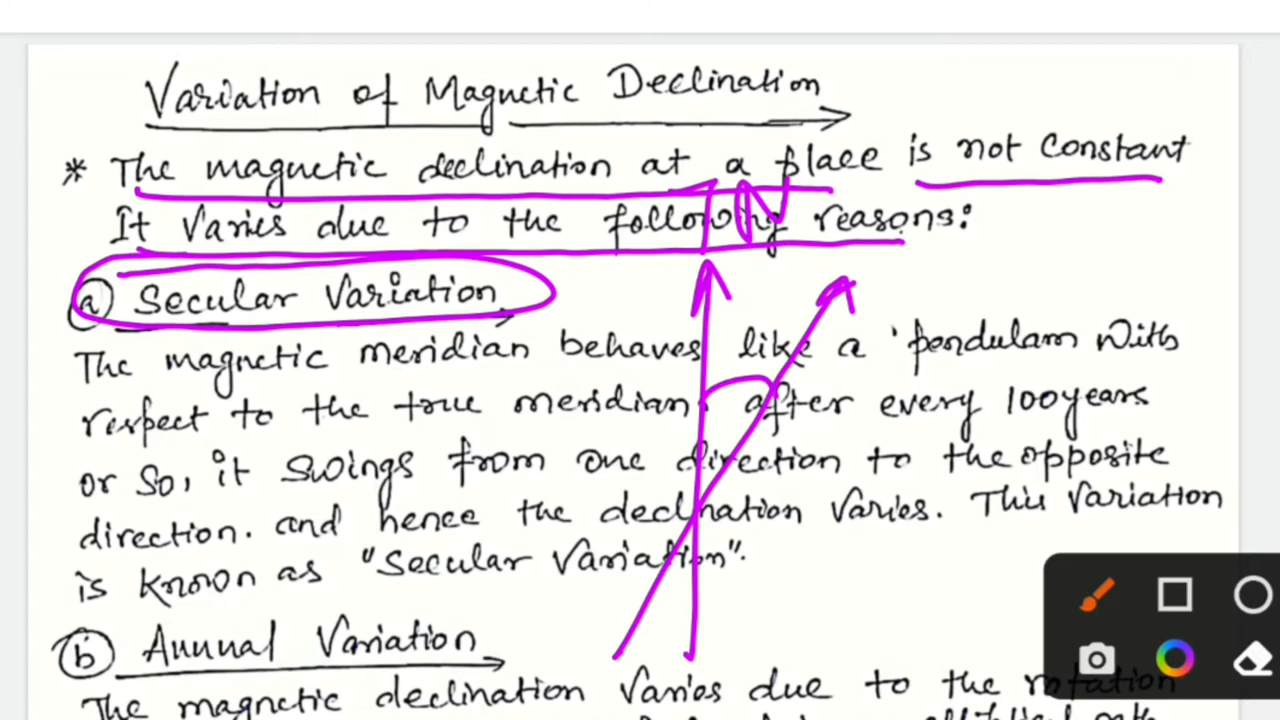 Variation of Magnetic Declination
* The magnetic declination at a place is not constant
It varies due to the following reasons:
(a) Secular Variation
The magnetic meridian behaves like a 'pendulam with
respect to the true meridian. after every 100years
or so, it swings from one direction to the opposite
direction. and hence the declination varies. This variation
is known as "Secular Variation".
(b) Annual Variation
The magnetic declination varies due to the rotation
TN